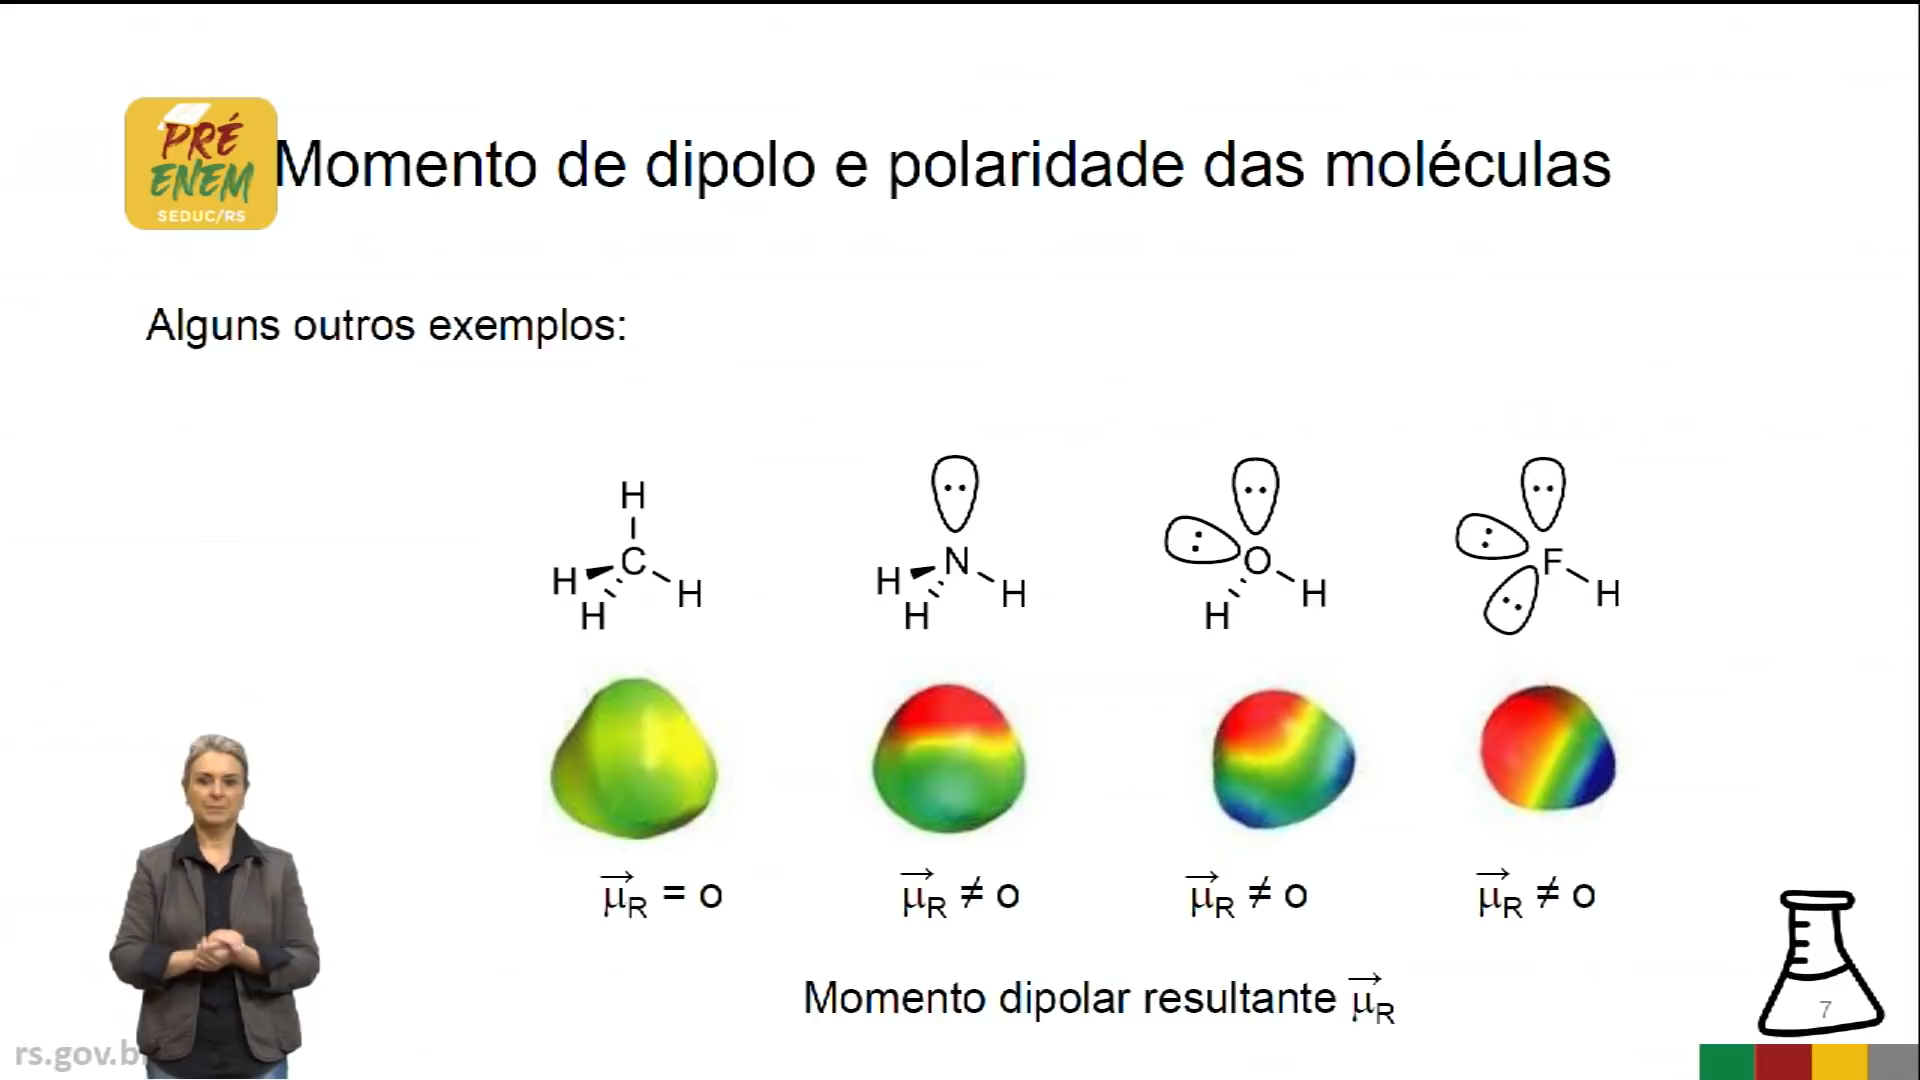 PRÉ
ENEM
SEDUC/RS
Momento de dipolo e polaridade das moléculas
Alguns outros exemplos:
H
C
H
H
H
N
H
H
H
O
H
H
F
H
μR = 0
μR ≠ 0
μR ≠ 0
μR ≠ 0
Momento dipolar resultante μR
7
rs.gov.b